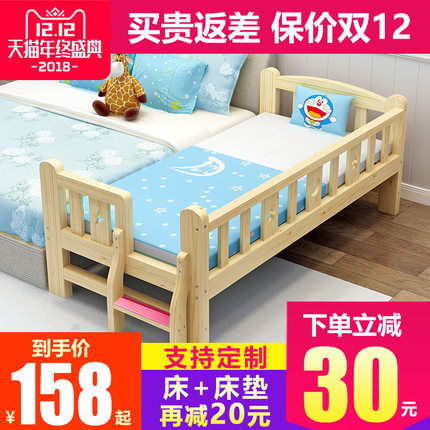 12.12
天猫年终盛典
2018
买贵返差 保价双12
到手价
¥158起
支持定制
床+床垫
再减20元
下单立减
30元